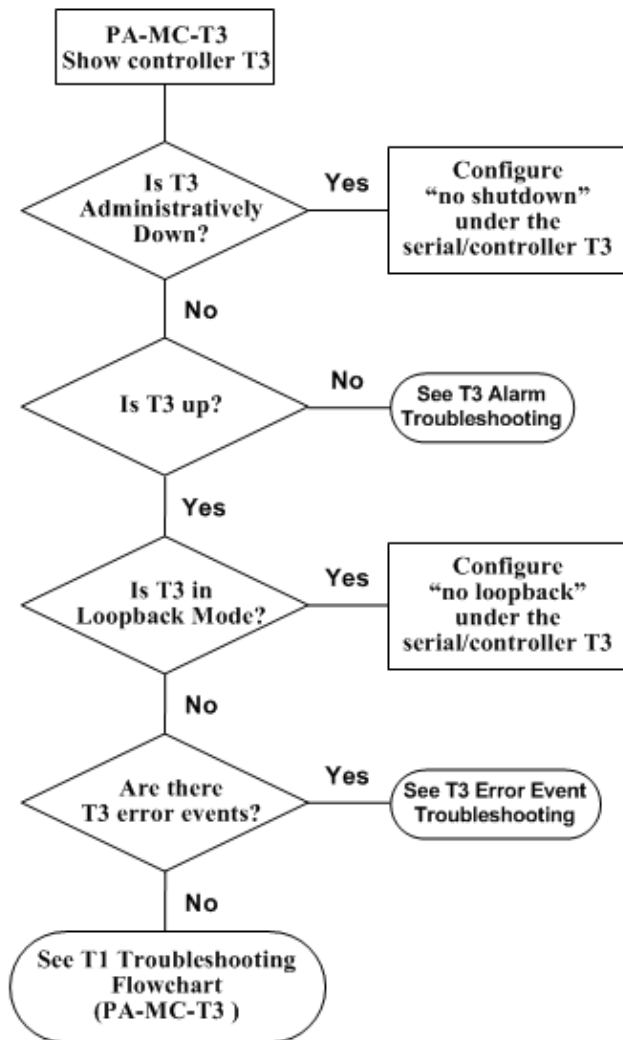 PA-MC-T3
Show controller T3
Is T3
Administratively
Down?
Yes
Configure
“no shutdown”
under the
serial/controller T3
No
Is T3 up?
No
See T3 Alarm
Troubleshooting
Yes
Is T3 in
Loopback Mode?
Yes
Configure
“no loopback”
under the
serial/controller T3
No
Are there
T3 error events?
Yes
See T3 Error Event
Troubleshooting
No
See T1 Troubleshooting
Flowchart
(PA-MC-T3 )